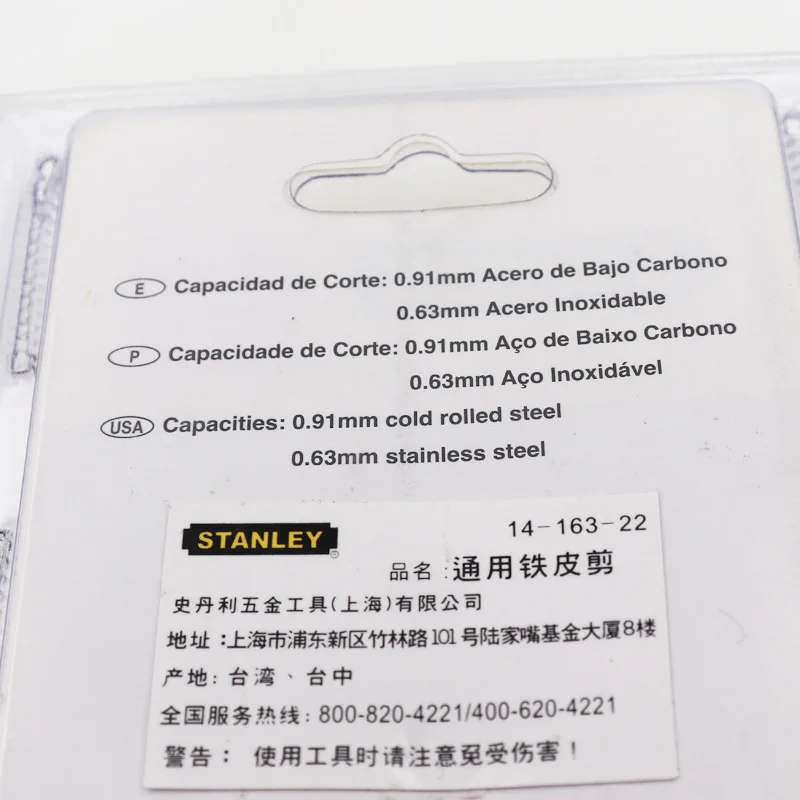 E Capacidad de Corte: 0.91mm Acero de Bajo Carbono
0.63mm Acero Inoxidable
P Capacidade de Corte: 0.91mm Aço de Baixo Carbono
0.63mm Aço Inoxidável
USA Capacities: 0.91mm cold rolled steel
0.63mm stainless steel
STANLEY® 14-163-22
品名:通用铁皮剪
史丹利五金工具(上海)有限公司
地址:上海市浦东新区竹林路101号陆家嘴基金大厦8楼
产地:台湾、台中
全国服务热线:800-820-4221/400-620-4221
警告: 使用工具时请注意免受伤害!